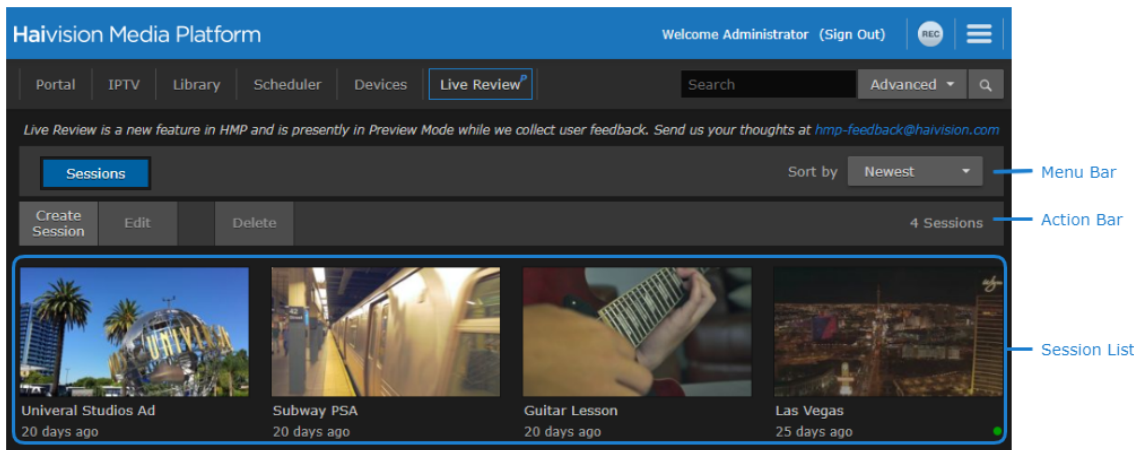 Haivision Media Platform
Welcome Administrator (Sign Out)
REC
Portal IPTV Library Scheduler Devices Live Review P Search Advanced
Live Review is a new feature in HMP and is presently in Preview Mode while we collect user feedback. Send us your thoughts at hmp-feedback@haivision.com
Sessions Sort by Newest Menu Bar
Create Session Edit Delete 4 Sessions Action Bar
42
UNIVERSAL
Session List
Univeral Studios Ad Subway PSA Guitar Lesson Las Vegas
20 days ago 20 days ago 20 days ago 25 days ago